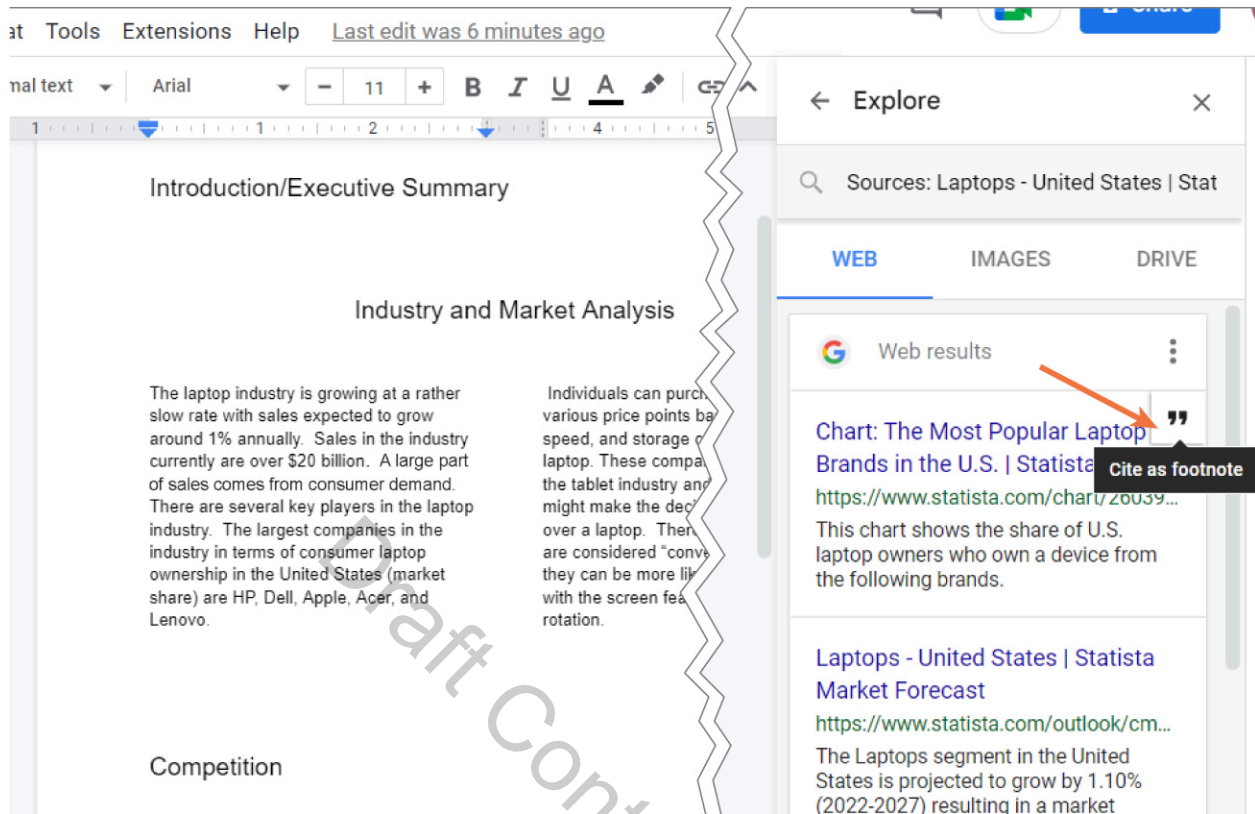 at Tools Extensions Help Last edit was 6 minutes ago
mal text Arial − 11 + B I U A
1 1 2 4 5
Introduction/Executive Summary
Industry and Market Analysis
The laptop industry is growing at a rather
slow rate with sales expected to grow
around 1% annually. Sales in the industry
currently are over $20 billion. A large part
of sales comes from consumer demand.
There are several key players in the laptop
industry. The largest companies in the
industry in terms of consumer laptop
ownership in the United States (market
share) are HP, Dell, Apple, Acer, and
Lenovo.
Individuals can purc
various price points ba
speed, and storage
laptop. These compa
the tablet industry and
might make the dec
over a laptop. Ther
are considered “conve
they can be more lik
with the screen fea
rotation.
Competition
Draft Con
Share
Explore
Sources: Laptops - United States | Stat
WEB IMAGES DRIVE
Web results
Chart: The Most Popular Laptop
Brands in the U.S. | Statista
Cite as footnote
https://www.statista.com/chart/26039...
This chart shows the share of U.S.
laptop owners who own a device from
the following brands.
Laptops - United States | Statista
Market Forecast
https://www.statista.com/outlook/cm...
The Laptops segment in the United
States is projected to grow by 1.10%
(2022-2027) resulting in a market